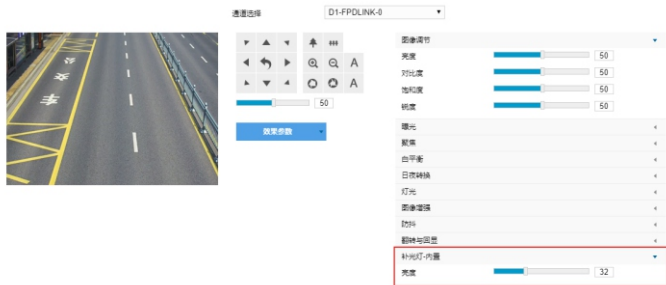 通道选择 D1-FPDLINK-0
公
交
车
A
A
50
效果参数
图像调节
亮度 50
对比度 50
饱和度 50
锐度 50
曝光
聚焦
白平衡
日夜转换
灯光
图像增强
防抖
翻转与回显
补光灯-内置
亮度 32